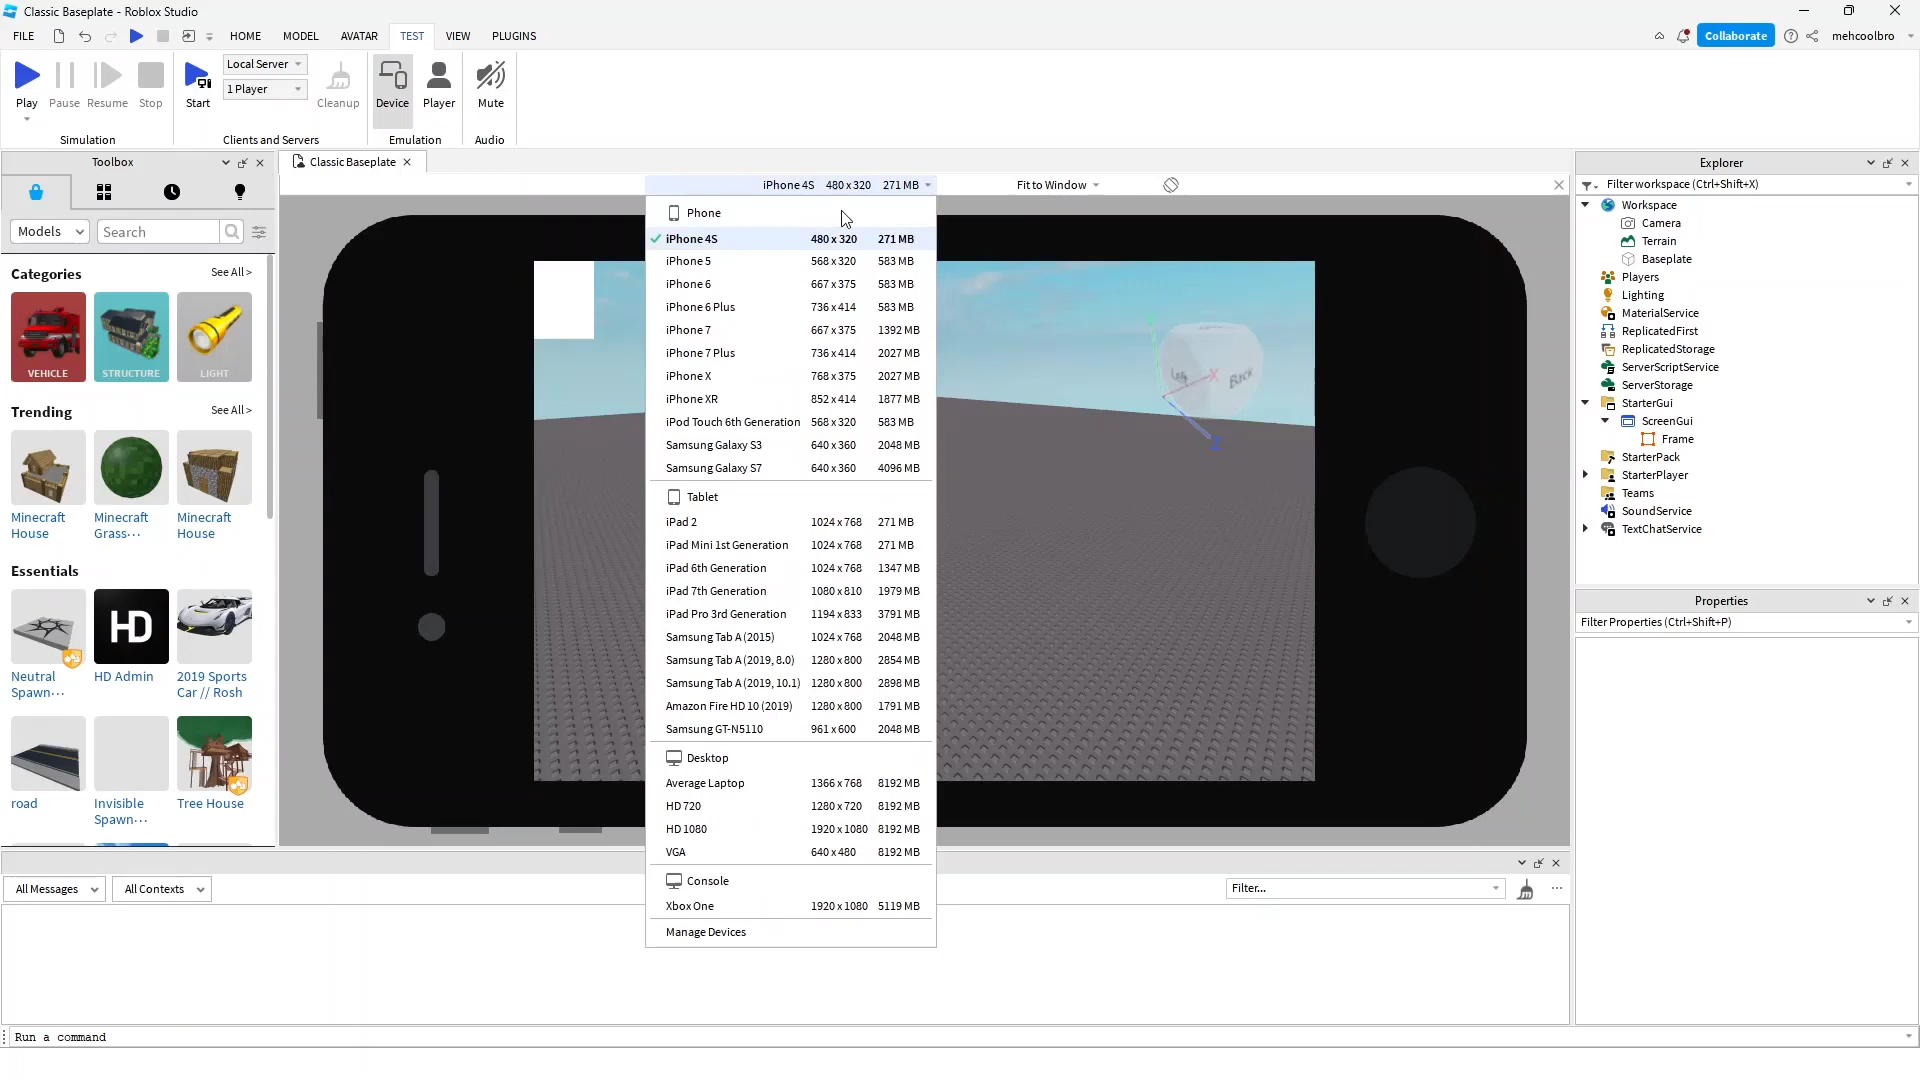 Classic Baseplate - Roblox Studio
FILE HOME MODEL AVATAR TEST VIEW PLUGINS
Collaborate mehcoolbro
Play Pause Resume Stop
Simulation
Start Local Server 1 Player Cleanup
Clients and Servers
Device Player
Emulation
Mute
Audio
Toolbox
Models Search
Categories See All >
VEHICLE STRUCTURE LIGHT
Trending See All >
Minecraft House
Minecraft Grass···
Minecraft House
Essentials
HD
Neutral Spawn···
HD Admin
2019 Sports Car // Rosh
road
Invisible Spawn···
Tree House
Classic Baseplate
iPhone 4S 480 x 320 271 MB
Fit to Window
Phone
iPhone 4S 480 x 320 271 MB
iPhone 5 568 x 320 583 MB
iPhone 6 667 x 375 583 MB
iPhone 6 Plus 736 x 414 583 MB
iPhone 7 667 x 375 1392 MB
iPhone 7 Plus 736 x 414 2027 MB
iPhone X 768 x 375 2027 MB
iPhone XR 852 x 414 1877 MB
iPod Touch 6th Generation 568 x 320 583 MB
Samsung Galaxy S3 640 x 360 2048 MB
Samsung Galaxy S7 640 x 360 4096 MB
Tablet
iPad 2 1024 x 768 271 MB
iPad Mini 1st Generation 1024 x 768 271 MB
iPad 6th Generation 1024 x 768 1347 MB
iPad 7th Generation 1080 x 810 1979 MB
iPad Pro 3rd Generation 1194 x 833 3791 MB
Samsung Tab A (2015) 1024 x 768 2048 MB
Samsung Tab A (2019, 8.0) 1280 x 800 2854 MB
Samsung Tab A (2019, 10.1) 1280 x 800 2898 MB
Amazon Fire HD 10 (2019) 1280 x 800 1791 MB
Samsung GT-N5110 961 x 600 2048 MB
Desktop
Average Laptop 1366 x 768 8192 MB
HD 720 1280 x 720 8192 MB
HD 1080 1920 x 1080 8192 MB
VGA 640 x 480 8192 MB
Console
Xbox One 1920 x 1080 5119 MB
Manage Devices
Left X Back
Y
Z
Explorer
Filter workspace (Ctrl+Shift+X)
Workspace
Camera
Terrain
Baseplate
Players
Lighting
MaterialService
ReplicatedFirst
ReplicatedStorage
ServerScriptService
ServerStorage
StarterGui
ScreenGui
Frame
StarterPack
StarterPlayer
Teams
SoundService
TextChatService
Properties
Filter Properties (Ctrl+Shift+P)
All Messages All Contexts Filter...
Run a command